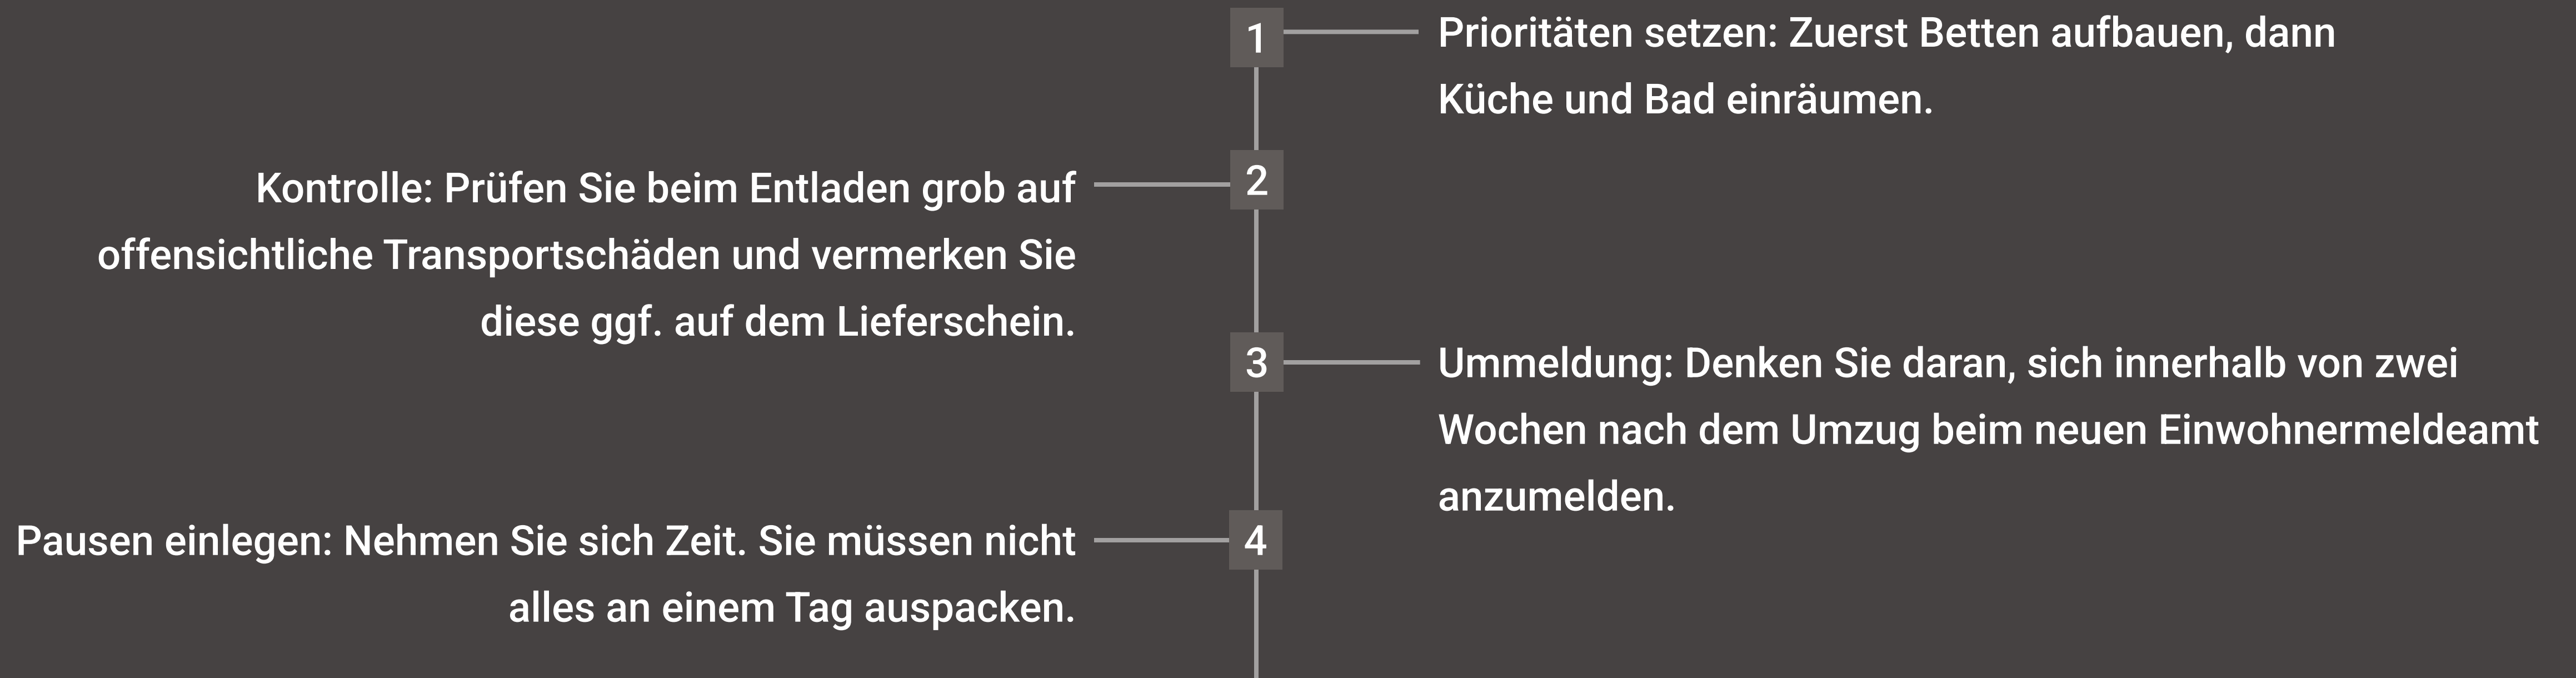 1
Prioritäten setzen: Zuerst Betten aufbauen, dann
Küche und Bad einräumen.
2
Kontrolle: Prüfen Sie beim Entladen grob auf
offensichtliche Transportschäden und vermerken Sie
diese ggf. auf dem Lieferschein.
3
Ummeldung: Denken Sie daran, sich innerhalb von zwei
Wochen nach dem Umzug beim neuen Einwohnermeldeamt
anzumelden.
4
Pausen einlegen: Nehmen Sie sich Zeit. Sie müssen nicht
alles an einem Tag auspacken.